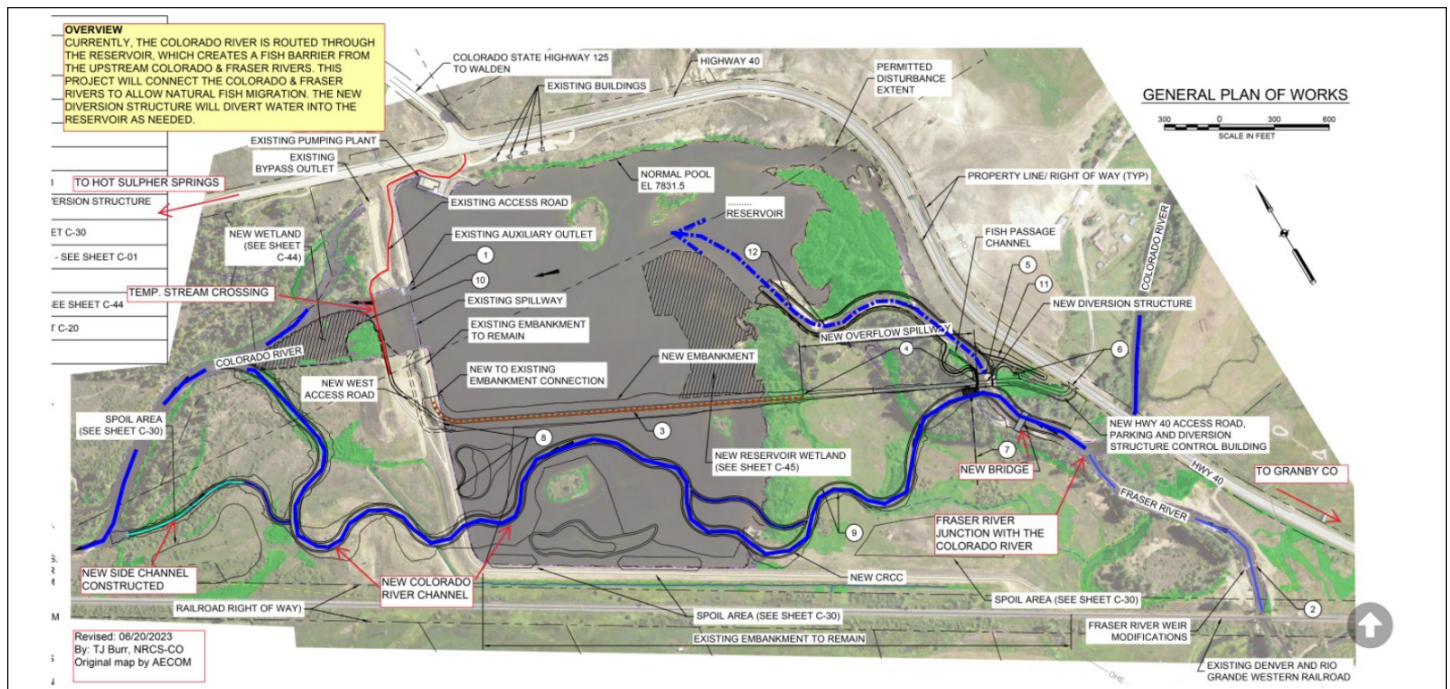 OVERVIEW
CURRENTLY, THE COLORADO RIVER IS ROUTED THROUGH
THE RESERVOIR, WHICH CREATES A FISH BARRIER FROM
THE UPSTREAM COLORADO & FRASER RIVERS. THIS
PROJECT WILL CONNECT THE COLORADO & FRASER
RIVERS TO ALLOW NATURAL FISH MIGRATION. THE NEW
DIVERSION STRUCTURE WILL DIVERT WATER INTO THE
RESERVOIR AS NEEDED.
COLORADO STATE HIGHWAY 125
TO WALDEN
HIGHWAY 40
PERMITTED
DISTURBANCE
EXTENT
GENERAL PLAN OF WORKS
300 0 300 600
SCALE IN FEET
EXISTING BUILDINGS
EXISTING PUMPING PLANT
EXISTING
BYPASS OUTLET
TO HOT SULPHER SPRINGS
VERSION STRUCTURE
NORMAL POOL
EL 7831.5
PROPERTY LINE/ RIGHT OF WAY (TYP)
EXISTING ACCESS ROAD
.........
RESERVOIR
ET C-30
NEW WETLAND
(SEE SHEET
C-44)
EXISTING AUXILIARY OUTLET
FISH PASSAGE
CHANNEL
COLORADO RIVER
- SEE SHEET C-01
1
12
5
10
11
TEMP. STREAM CROSSING
SEE SHEET C-44
EXISTING SPILLWAY
NEW DIVERSION STRUCTURE
T C-20
EXISTING
EMBANKMENT
TO REMAIN
NEW OVERFLOW SPILLWAY
4
6
COLORADO RIVER
NEW EMBANKMENT
NEW TO EXISTING
EMBANKMENT CONNECTION
NEW WEST
ACCESS ROAD
SPOIL AREA
(SEE SHEET C-30)
3
8
NEW RESERVOIR WETLAND
(SEE SHEET C-45)
7
NEW BRIDGE
NEW HWY 40 ACCESS ROAD,
PARKING AND DIVERSION
STRUCTURE CONTROL BUILDING
HWY 40
TO GRANBY CO
FRASER RIVER
9
FRASER RIVER
JUNCTION WITH THE
COLORADO RIVER
NEW SIDE CHANNEL
CONSTRUCTED
NEW COLORADO
RIVER CHANNEL
NEW CRCC
RAILROAD RIGHT OF WAY)
SPOIL AREA (SEE SHEET C-30)
SPOIL AREA (SEE SHEET C-30)
2
EXISTING EMBANKMENT TO REMAIN
FRASER RIVER WEIR
MODIFICATIONS
Revised: 06/20/2023
By: TJ Burr, NRCS-CO
Original map by AECOM
EXISTING DENVER AND RIO
GRANDE WESTERN RAILROAD
OHE